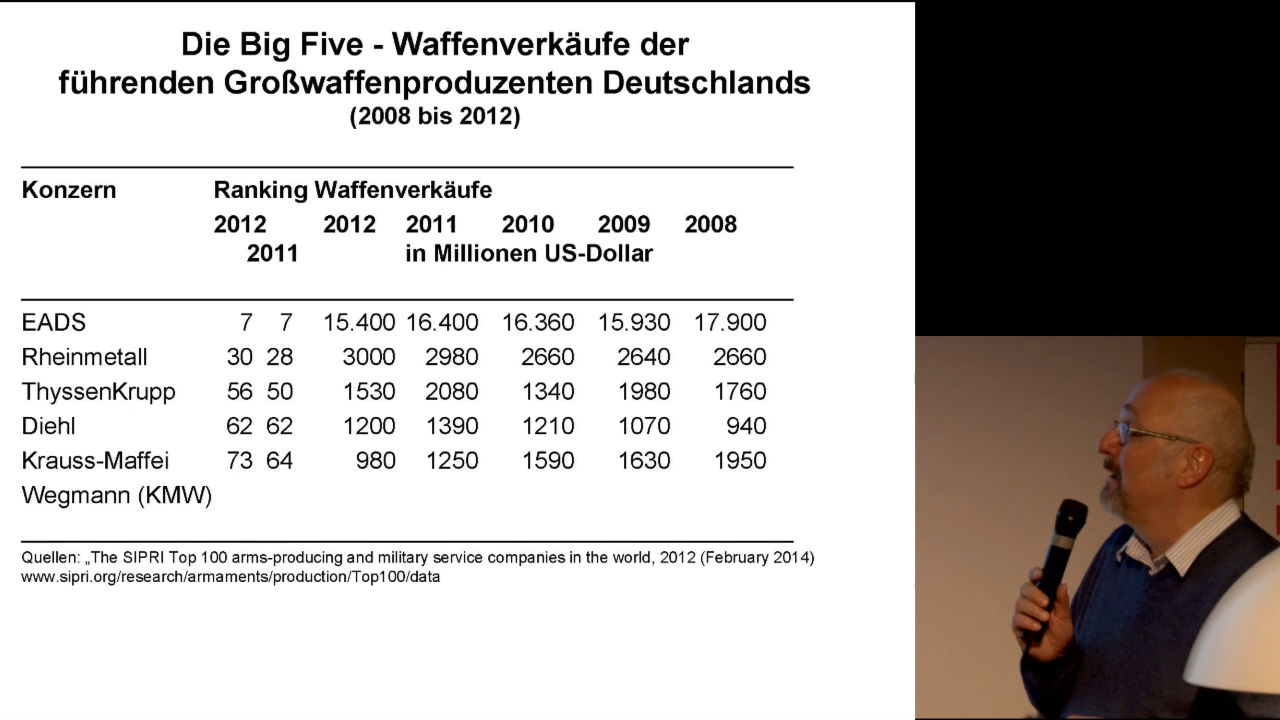 Die Big Five - Waffenverkäufe der
führenden Großwaffenproduzenten Deutschlands
(2008 bis 2012)
Konzern Ranking Waffenverkäufe
2012 2012 2011 2010 2009 2008
2011 in Millionen US-Dollar
EADS 7 7 15.400 16.400 16.360 15.930 17.900
Rheinmetall 30 28 3000 2980 2660 2640 2660
ThyssenKrupp 56 50 1530 2080 1340 1980 1760
Diehl 62 62 1200 1390 1210 1070 940
Krauss-Maffei 73 64 980 1250 1590 1630 1950
Wegmann (KMW)
Quellen: „The SIPRI Top 100 arms-producing and military service companies in the world, 2012 (February 2014)
www.sipri.org/research/armaments/production/Top100/data